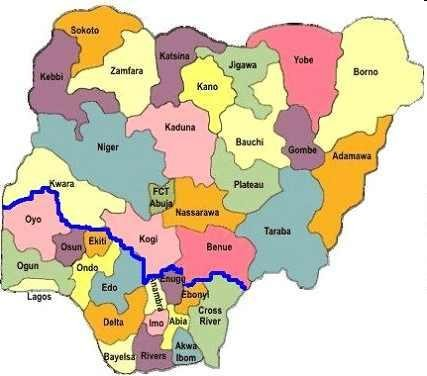 Sokoto
Katsina
Jigawa
Yobe
Borno
Zamfara
Kebbi
Kano
Kaduna
Niger
Bauchi
Gombe
Adamawa
Kwara
FCT
Abuja
Plateau
Nassarawa
Taraba
Oyo
Kogi
Benue
Osun
Ekiti
Ogun
Ondo
Edo
Enugu
Anambra
Ebonyi
Lagos
Cross
River
Delta
Imo
Abia
Bayelsa
Rivers
Akwa
Ibom